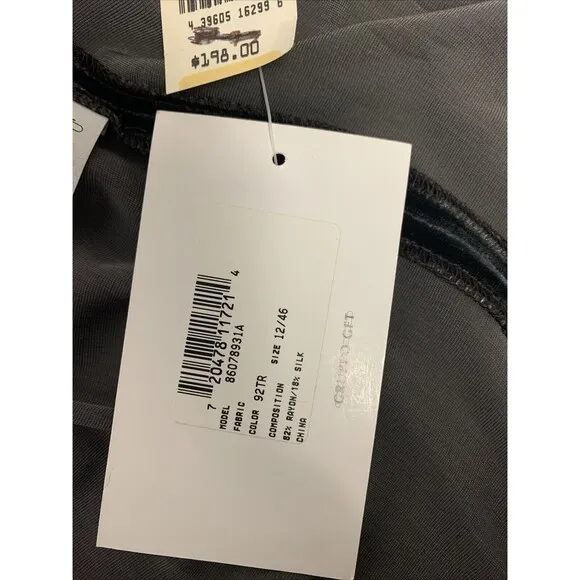 4 39605 16299 6
$198.00
7 20478 11721 4
86078931A
MODEL
FABRIC
COLOR 92TR SIZE 12/46
COMPOSITION
82% RAYON/18% SILK
CHINA